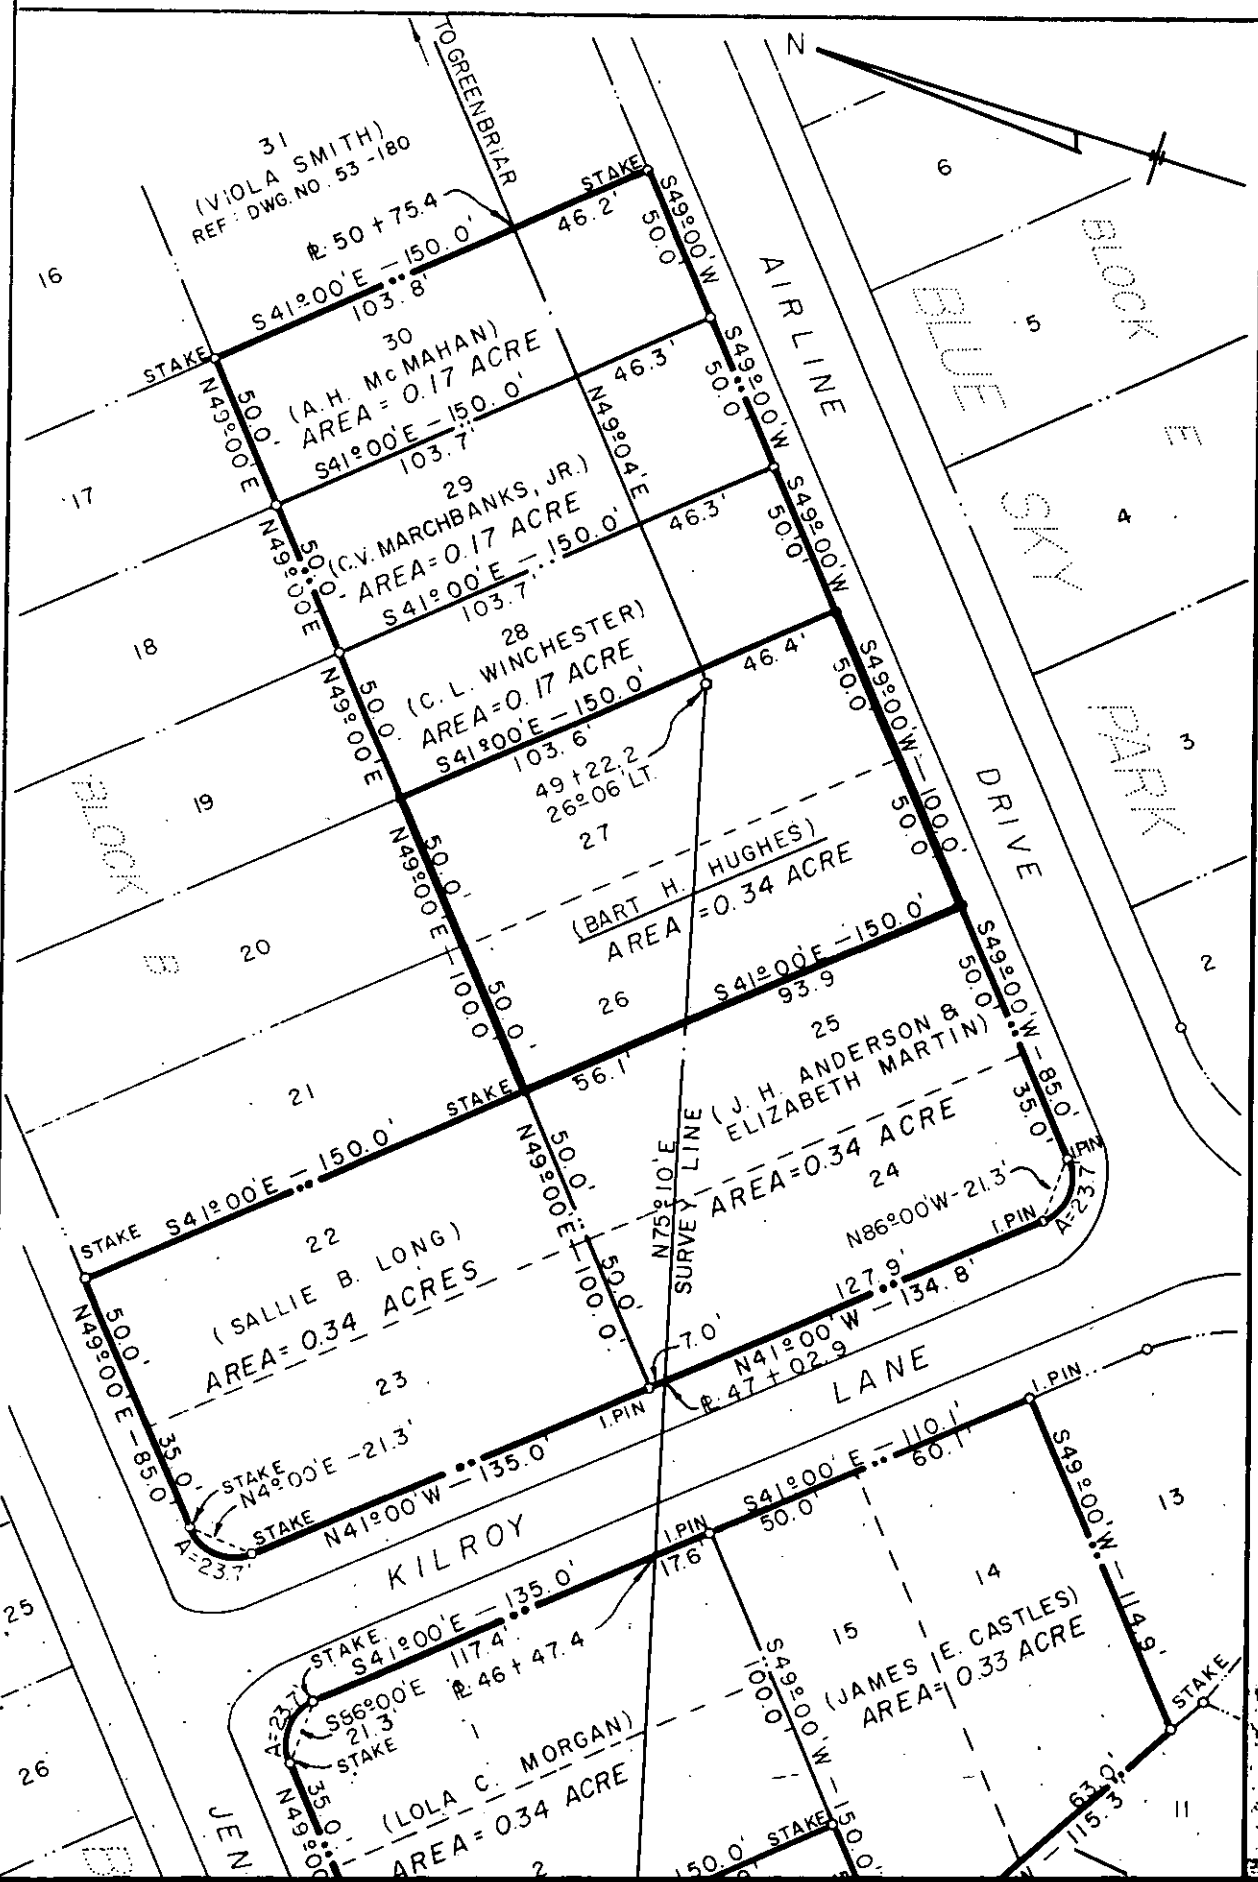 TO GREENBRIAR
N
31
(VIOLA SMITH)
REF: DWG. NO. 53-180
16
6
STAKE
℄ 50 + 75.4
46.2'
S49°00'W
50.0'
S41°00'E — 150.0'
103.8'
AIRLINE
BLOCK
E
BLUE
SKY
PARK
5
STAKE
30
(A. H. McMAHAN)
AREA = 0.17 ACRE
50.0'
N49°00'E
46.3'
S49°00'W
50.0'
S41°00'E — 150.0'
103.7'
N49°04'E
17
29
(C.V. MARCHBANKS, JR.)
AREA = 0.17 ACRE
50.0'
N49°00'E
46.3'
S49°00'W
50.0'
4
S41°00'E — 150.0'
103.7'
18
28
(C. L. WINCHESTER)
AREA = 0.17 ACRE
50.0'
N49°00'E
46.4'
S41°00'E — 150.0'
103.6'
S49°00'W — 100.0'
50.0'
50.0'
3
49 + 22.2
26°06' LT.
BLOCK
B
19
27
DRIVE
(BART H. HUGHES)
AREA = 0.34 ACRE
N49°00'E — 100.0'
50.0'
50.0'
20
26
S41°00'E — 150.0'
93.9
2
56.1'
STAKE
25
(J. H. ANDERSON &
ELIZABETH MARTIN)
AREA = 0.34 ACRE
S49°00'W — 85.0'
50.0'
35.0'
21
S41°00'E — 150.0'
STAKE
N49°00'E — 100.0'
50.0'
50.0'
N75°10'E
SURVEY LINE
24
I.PIN
A=23.7'
N86°00'W-21.3'
I.PIN
22
(SALLIE B. LONG)
AREA = 0.34 ACRES
50.0'
N49°00'E — 85.0'
35.0'
127.9'
N41°00'W — 134.8'
7.0'
℄ 47 + 02.9
23
I.PIN
STAKE
N4°00'E -21.3'
STAKE
A=23.7'
N41°00'W — 135.0'
KILROY
LANE
I.PIN
S41°00'E — 110.1'
60.1'
50.0'
I.PIN
17.6'
S49°00'W — 114.9'
13
14
25
S41°00'E — 135.0'
117.4'
STAKE
℄ 46 + 47.4
S86°00'E
21.3'
A=23.7'
STAKE
15
(JAMES E. CASTLES)
AREA = 0.33 ACRE
S49°00'W — 150.0'
100.0'
STAKE
26
(LOLA C. MORGAN)
AREA = 0.34 ACRE
35.0'
63.0'
115.3'
11
STAKE
2
150.0'
JEN
B